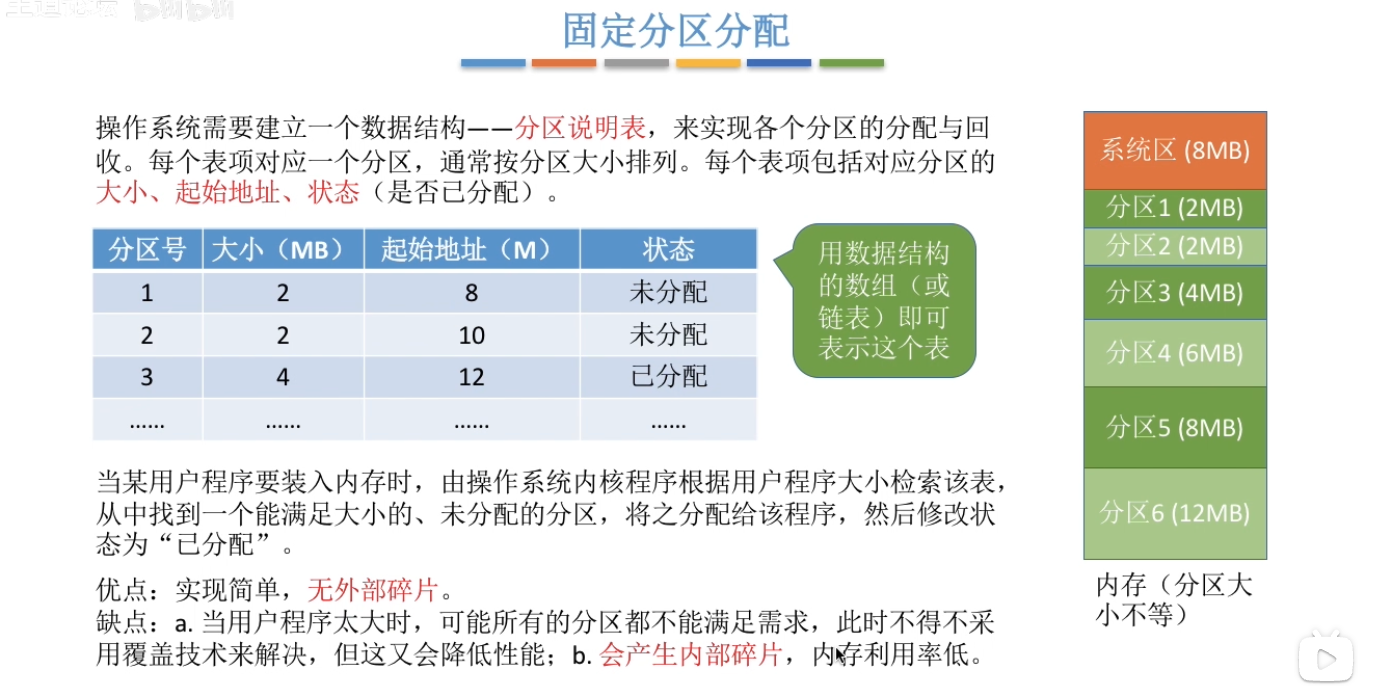 固定分区分配
操作系统需要建立一个数据结构——分区说明表，来实现各个分区的分配与回
收。每个表项对应一个分区，通常按分区大小排列。每个表项包括对应分区的
大小、起始地址、状态（是否已分配）。
分区号 大小（MB） 起始地址（M） 状态
1 2 8 未分配
2 2 10 未分配
3 4 12 已分配
...... ...... ...... ......
用数据结构
的数组（或
链表）即可
表示这个表
当某用户程序要装入内存时，由操作系统内核程序根据用户程序大小检索该表，
从中找到一个能满足大小的、未分配的分区，将之分配给该程序，然后修改状
态为“已分配”。
优点：实现简单，无外部碎片。
缺点：a. 当用户程序太大时，可能所有的分区都不能满足需求，此时不得不采
用覆盖技术来解决，但这又会降低性能；b. 会产生内部碎片，内存利用率低。
系统区 (8MB)
分区1 (2MB)
分区2 (2MB)
分区3 (4MB)
分区4 (6MB)
分区5 (8MB)
分区6 (12MB)
内存（分区大
小不等）